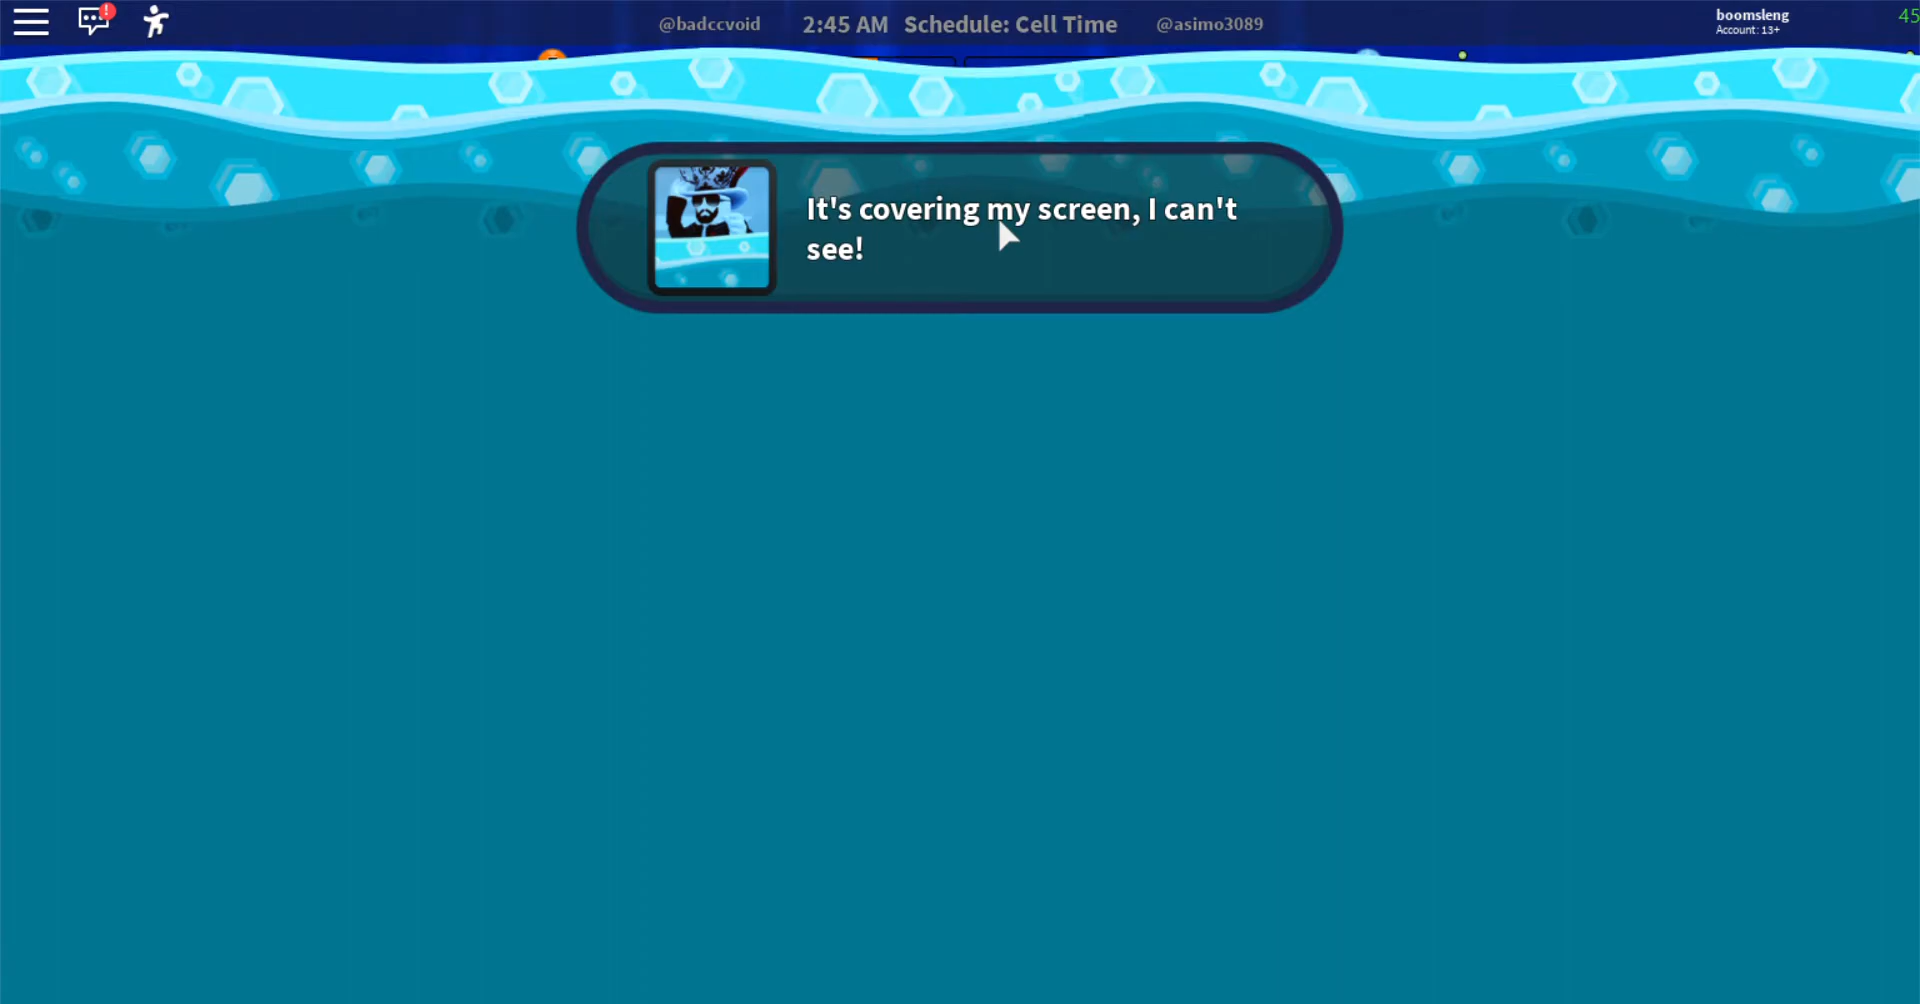 @badccvoid 2:45 AM Schedule: Cell Time @asimo3089
boomsleng
Account: 13+
45
It's covering my screen, I can't
see!